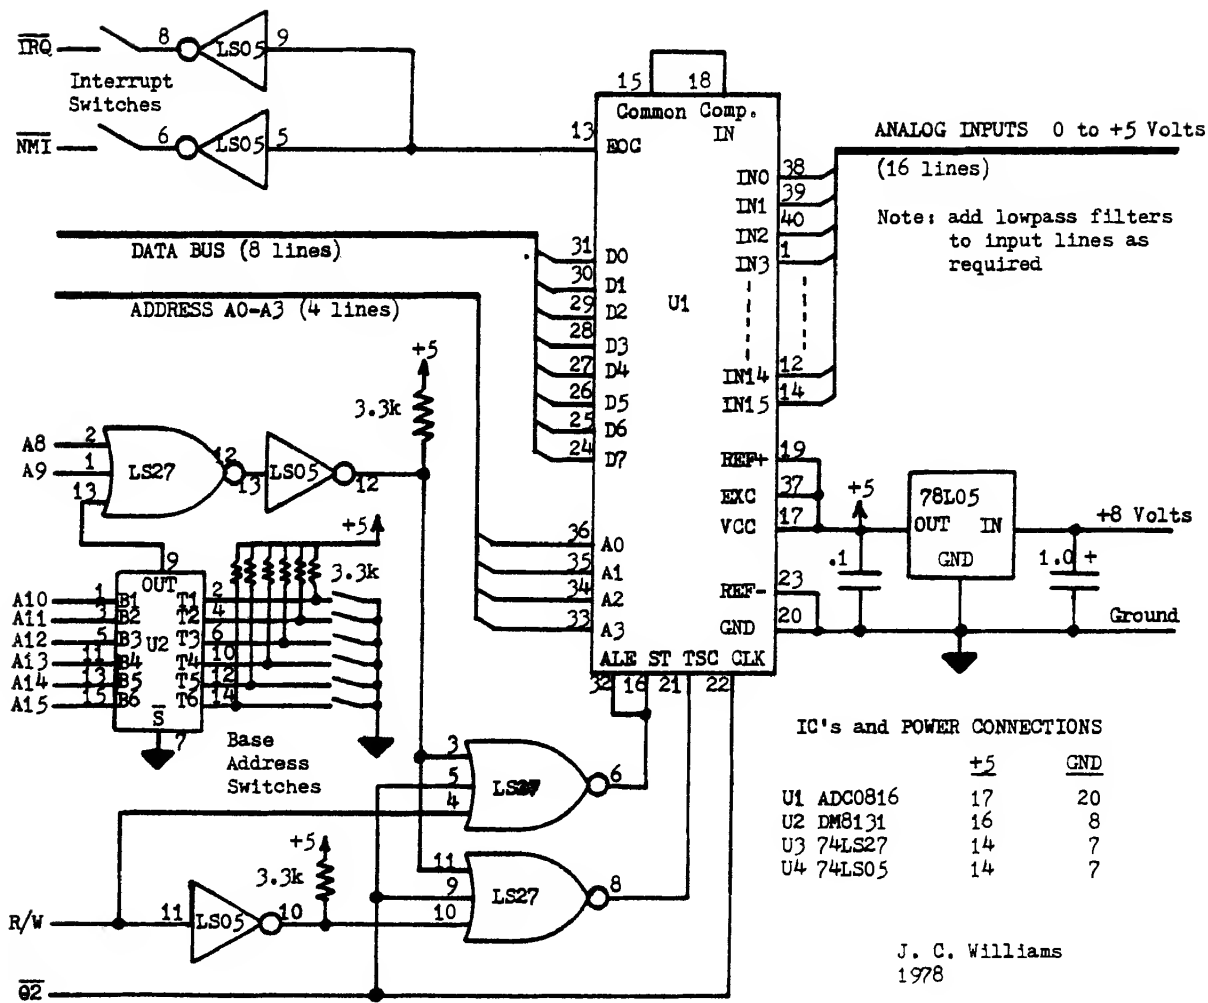 IRQ 8 LS05 9
Interrupt
Switches
NMI 6 LS05 5
15 18
Common Comp.
IN
13 EOC
ANALOG INPUTS 0 to +5 Volts
(16 lines)
Note: add lowpass filters
to input lines as
required
IN0 38
IN1 39
IN2 40
IN3 1
IN14 12
IN15 14
U1
DATA BUS (8 lines)
ADDRESS A0-A3 (4 lines)
31 D0
30 D1
29 D2
28 D3
27 D4
26 D5
25 D6
24 D7
36 A0
35 A1
34 A2
33 A3
REF+ 19
EXC 37
VCC 17
REF- 23
GND 20
ALE ST TSC CLK
32 16 21 22
+5
78L05
OUT IN
GND
+8 Volts
.1
1.0 +
Ground
+5
3.3k
A8 2
A9 1
13
LS27
12
13 LS05 12
+5
3.3k
9
OUT
A10 1 B1 T1 2
A11 3 B2 T2 4
A12 5 B3 T3 6
A13 11 B4 T4 10
A14 13 B5 T5 12
A15 15 B6 T6 14
U2
S
7
Base
Address
Switches
3
5
4
LS27
6
+5
3.3k
11
9
10
LS27
8
R/W 11 LS05 10
Θ2
IC's and POWER CONNECTIONS
+5 GND
U1 ADC0816 17 20
U2 DM8131 16 8
U3 74LS27 14 7
U4 74LS05 14 7
J. C. Williams
1978